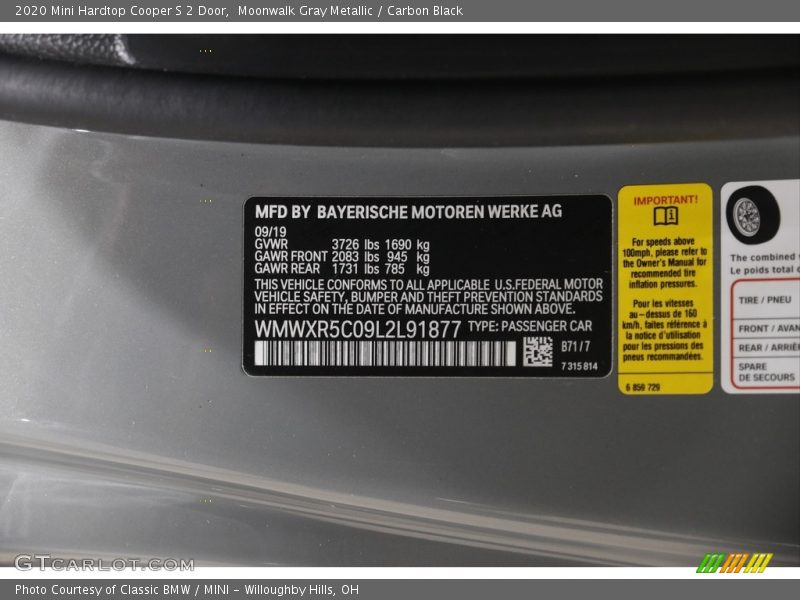 2020 Mini Hardtop Cooper S 2 Door,  Moonwalk Gray Metallic / Carbon Black
MFD BY BAYERISCHE MOTOREN WERKE AG
09/19
GVWR 3726 lbs 1690 kg
GAWR FRONT 2083 lbs 945 kg
GAWR REAR 1731 lbs 785 kg
THIS VEHICLE CONFORMS TO ALL APPLICABLE U.S.FEDERAL MOTOR
VEHICLE SAFETY, BUMPER AND THEFT PREVENTION STANDARDS
IN EFFECT ON THE DATE OF MANUFACTURE SHOWN ABOVE.
WMWXR5C09L2L91877 TYPE: PASSENGER CAR
B71/7
7 315 814
IMPORTANT!
For speeds above
100mph, please refer to
the Owner's Manual for
recommended tire
inflation pressures.
Pour les vitesses
au-dessus de 160
km/h, faites référence à
la notice d'utilisation
pour les pressions des
pneus recommandées.
6 859 729
The combined
Le poids total
TIRE / PNEU
FRONT / AVAN
REAR / ARRIÈ
SPARE
DE SECOURS
GTCARLOT.COM
Photo Courtesy of Classic BMW / MINI - Willoughby Hills, OH